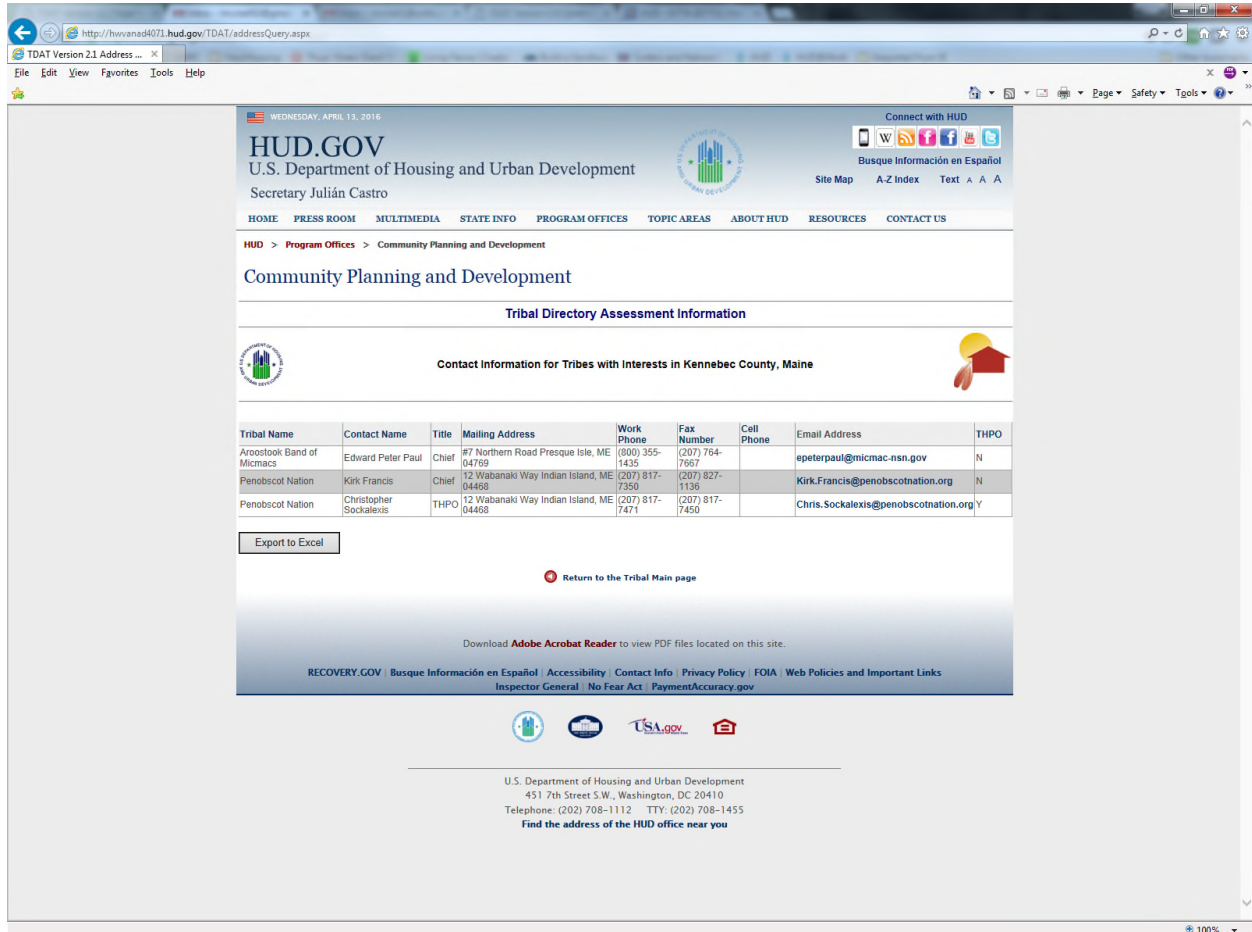 http://hwvanad4071.hud.gov/TDAT/addressQuery.aspx
TDAT Version 2.1 Address ...
File Edit View Favorites Tools Help
Page Safety Tools
WEDNESDAY, APRIL 13, 2016
Connect with HUD
HUD.GOV
U.S. Department of Housing and Urban Development
Secretary Julián Castro
Busque Información en Español
Site Map A-Z Index Text A A A
HOME PRESS ROOM MULTIMEDIA STATE INFO PROGRAM OFFICES TOPIC AREAS ABOUT HUD RESOURCES CONTACT US
HUD > Program Offices > Community Planning and Development
Community Planning and Development
Tribal Directory Assessment Information
Contact Information for Tribes with Interests in Kennebec County, Maine
Tribal Name Contact Name Title Mailing Address Work Phone Fax Number Cell Phone Email Address THPO
Aroostook Band of Micmacs Edward Peter Paul Chief #7 Northern Road Presque Isle, ME 04769 (800) 355-1435 (207) 764-7667 epeterpaul@micmac-nsn.gov N
Penobscot Nation Kirk Francis Chief 12 Wabanaki Way Indian Island, ME 04468 (207) 817-7350 (207) 827-1136 Kirk.Francis@penobscotnation.org N
Penobscot Nation Christopher Sockalexis THPO 12 Wabanaki Way Indian Island, ME 04468 (207) 817-7471 (207) 817-7450 Chris.Sockalexis@penobscotnation.org Y
Export to Excel
Return to the Tribal Main page
Download Adobe Acrobat Reader to view PDF files located on this site.
RECOVERY.GOV | Busque Información en Español | Accessibility | Contact Info | Privacy Policy | FOIA | Web Policies and Important Links
Inspector General | No Fear Act | PaymentAccuracy.gov
USA.gov
U.S. Department of Housing and Urban Development
451 7th Street S.W., Washington, DC 20410
Telephone: (202) 708-1112 TTY: (202) 708-1455
Find the address of the HUD office near you
100%